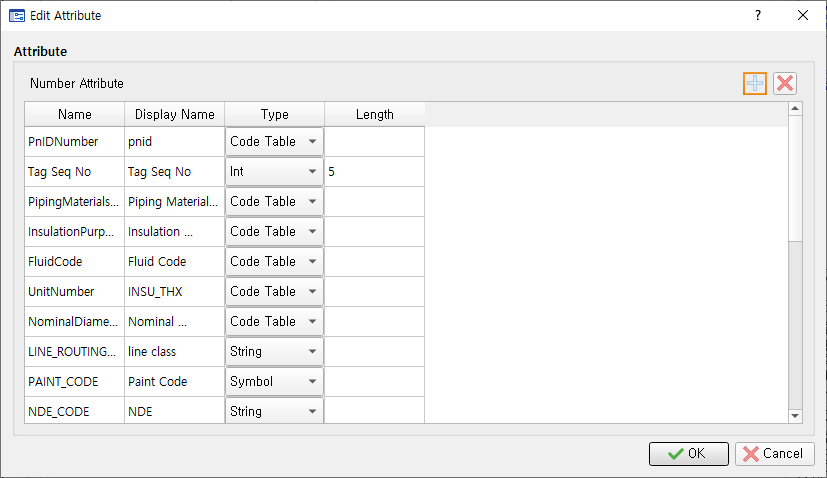 Edit Attribute
Attribute
Number Attribute
Name Display Name Type Length
PnIDNumber pnid Code Table
Tag Seq No Tag Seq No Int 5
PipingMaterials... Piping Material... Code Table
InsulationPurp... Insulation ... Code Table
FluidCode Fluid Code Code Table
UnitNumber INSU_THX Code Table
NominalDiame... Nominal ... Code Table
LINE_ROUTING... line class String
PAINT_CODE Paint Code Symbol
NDE_CODE NDE String
OK Cancel